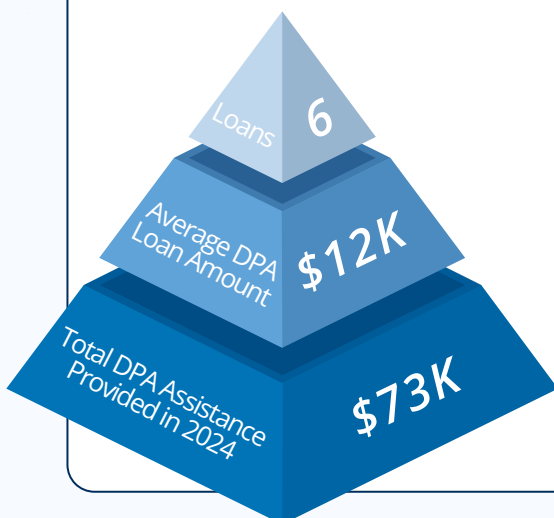 Loans
6
Average DPA
Loan Amount
$12K
Total DPA Assistance
Provided in 2024
$73K